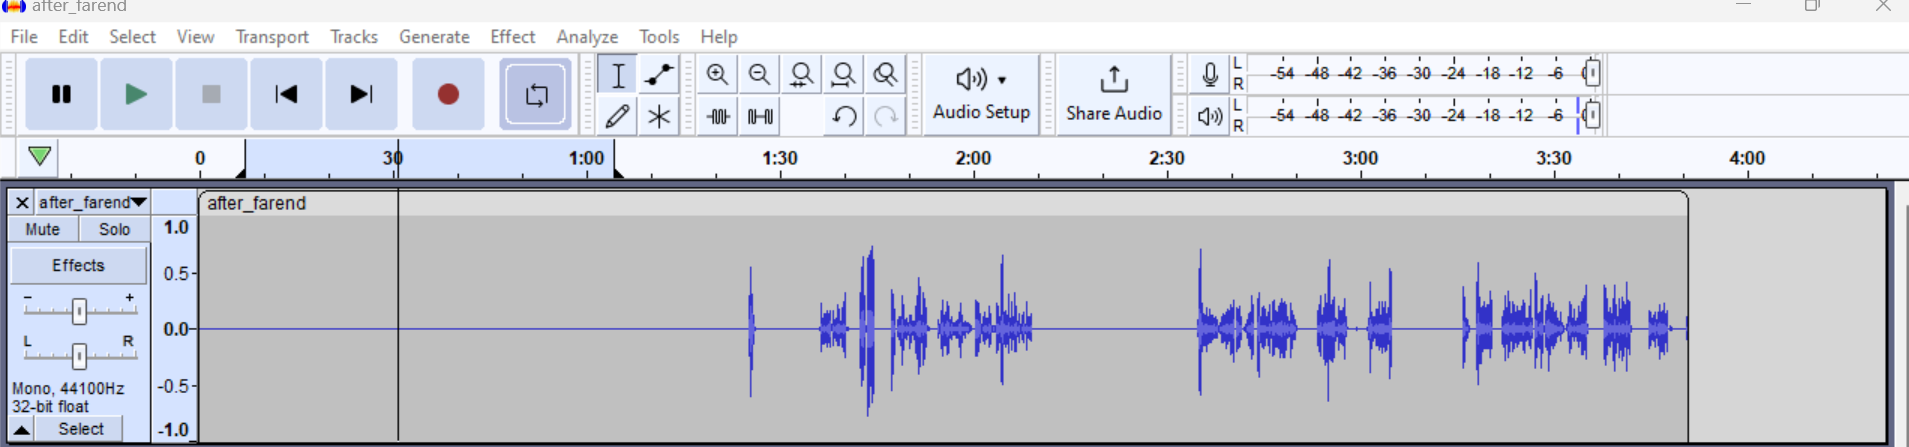 after_farend
File Edit Select View Transport Tracks Generate Effect Analyze Tools Help
Audio Setup
Share Audio
L
R
-54 -48 -42 -36 -30 -24 -18 -12 -6
L
R
-54 -48 -42 -36 -30 -24 -18 -12 -6
0 30 1:00 1:30 2:00 2:30 3:00 3:30 4:00
after_farend
Mute Solo
Effects
- +
L R
Mono, 44100Hz
32-bit float
Select
1.0
0.5
0.0
-0.5
-1.0
after_farend